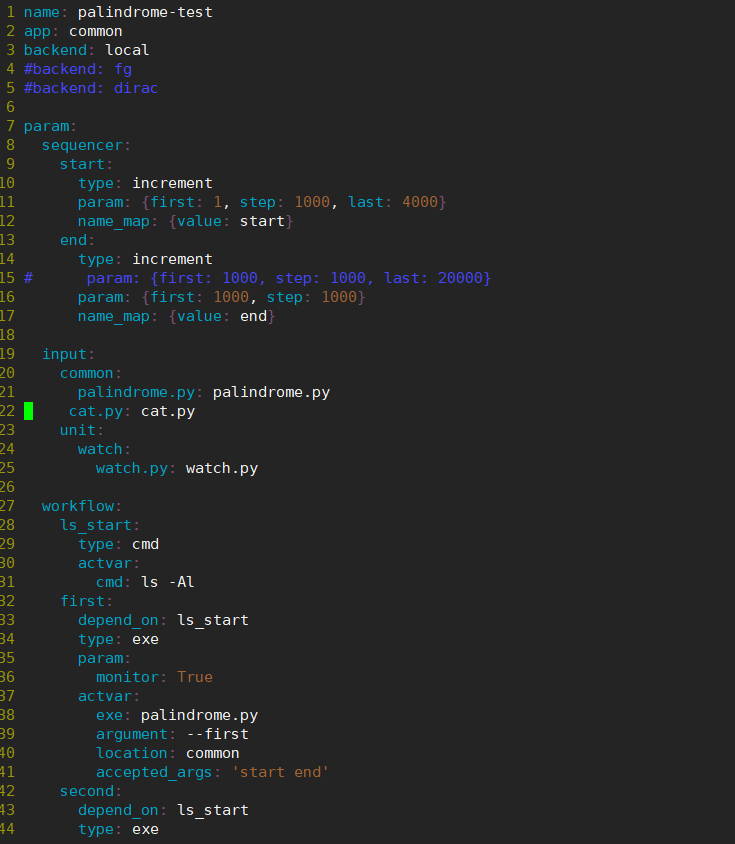 1 name: palindrome-test
2 app: common
3 backend: local
4 #backend: fg
5 #backend: dirac
6
7 param:
8   sequencer:
9     start:
10       type: increment
11       param: {first: 1, step: 1000, last: 4000}
12       name_map: {value: start}
13     end:
14       type: increment
15 #      param: {first: 1000, step: 1000, last: 20000}
16       param: {first: 1000, step: 1000}
17       name_map: {value: end}
18
19   input:
20     common:
21       palindrome.py: palindrome.py
22      cat.py: cat.py
23     unit:
24       watch:
25         watch.py: watch.py
26
27   workflow:
28     ls_start:
29       type: cmd
30       actvar:
31         cmd: ls -Al
32     first:
33       depend_on: ls_start
34       type: exe
35       param:
36         monitor: True
37       actvar:
38         exe: palindrome.py
39         argument: --first
40         location: common
41         accepted_args: 'start end'
42     second:
43       depend_on: ls_start
44       type: exe